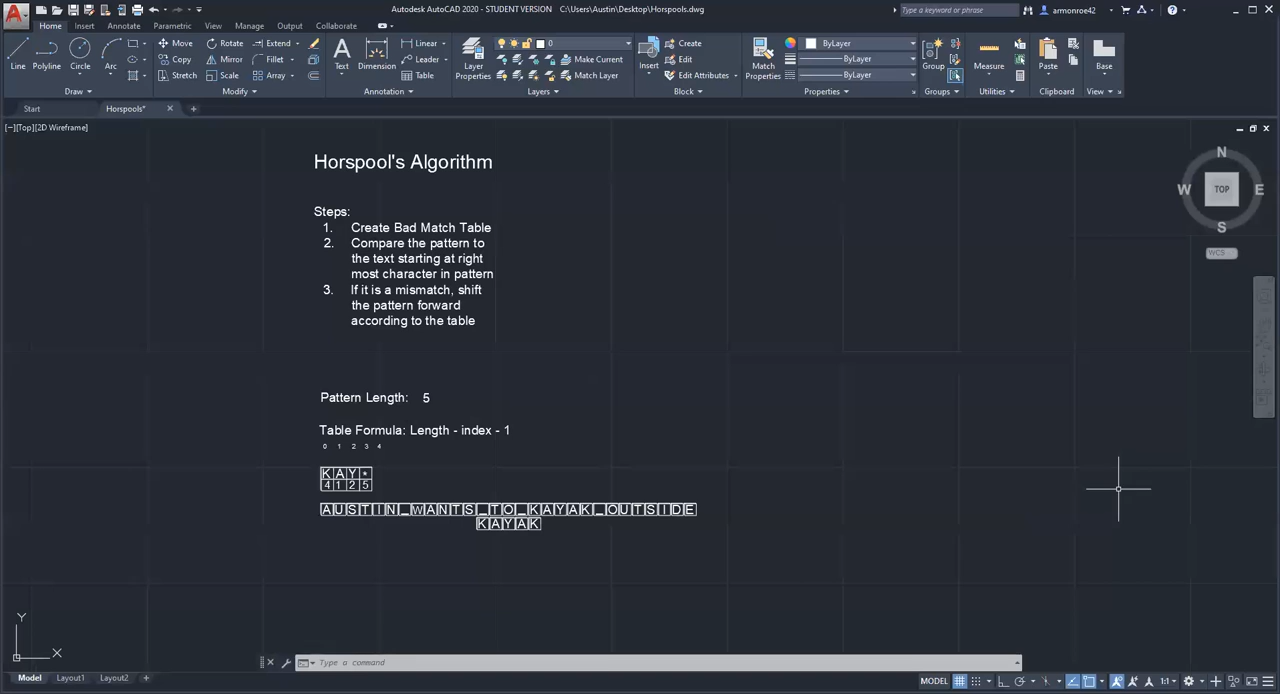 Autodesk AutoCAD 2020 - STUDENT VERSION C:\Users\Austin\Desktop\Horspools.dwg
Type a keyword or phrase
armonroe42
Home Insert Annotate Parametric View Manage Output Collaborate
Line Polyline Circle Arc
Move Rotate Extend
Copy Mirror Fillet
Stretch Scale Array
Text Dimension
Linear
Leader
Table
Layer Properties
0
Make Current
Match Layer
Insert
Create
Edit
Edit Attributes
Match Properties
ByLayer
ByLayer
ByLayer
Group
Measure
Paste
Base
Draw Modify Annotation Layers Block Properties Groups Utilities Clipboard View
Start Horspools*
[−][Top][2D Wireframe]
N
W TOP E
S
WCS
Horspool's Algorithm
Steps:
1. Create Bad Match Table
2. Compare the pattern to
the text starting at right
most character in pattern
3. If it is a mismatch, shift
the pattern forward
according to the table
Pattern Length: 5
Table Formula: Length - index - 1
0 1 2 3 4
KAY*
4125
AUSTIN_WANTS_TO_KAYAK_OUTSIDE
KAYAK
Y
X
Type a command
Model Layout1 Layout2 +
MODEL 1:1